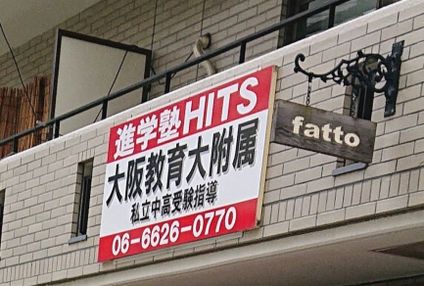 進学塾HITS
大阪教育大附属
私立中高受験指導
06-6626-0770
fatto